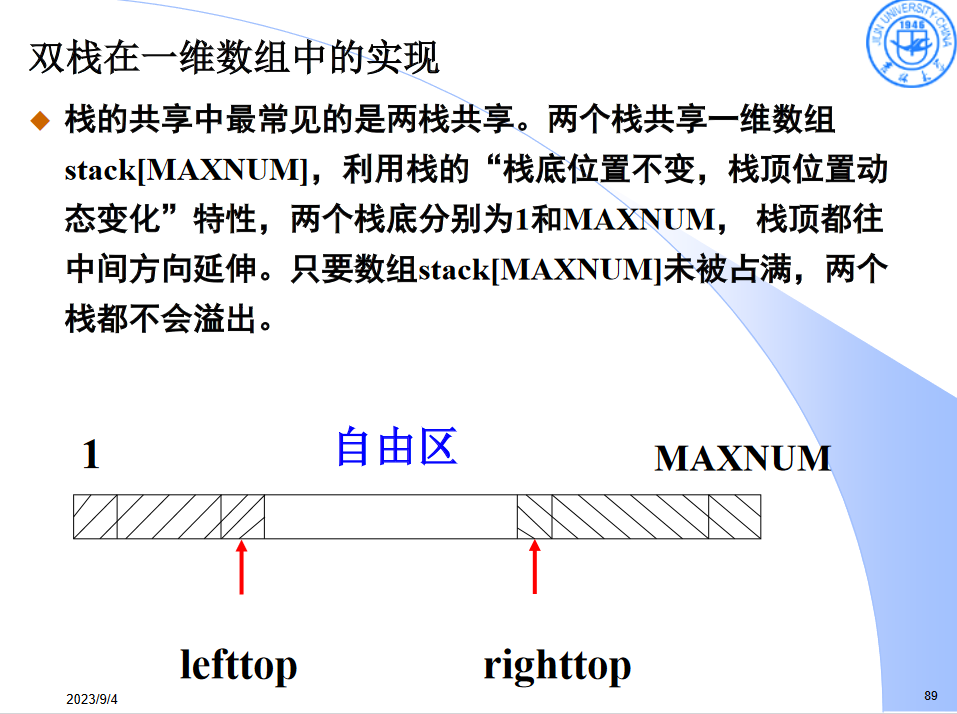 JILIN UNIVERSITY·CHINA
1946
双栈在一维数组中的实现
栈的共享中最常见的是两栈共享。两个栈共享一维数组
stack[MAXNUM]，利用栈的“栈底位置不变，栈顶位置动
态变化”特性，两个栈底分别为1和MAXNUM， 栈顶都往
中间方向延伸。只要数组stack[MAXNUM]未被占满，两个
栈都不会溢出。
1
自由区
MAXNUM
lefttop
righttop
2023/9/4
89